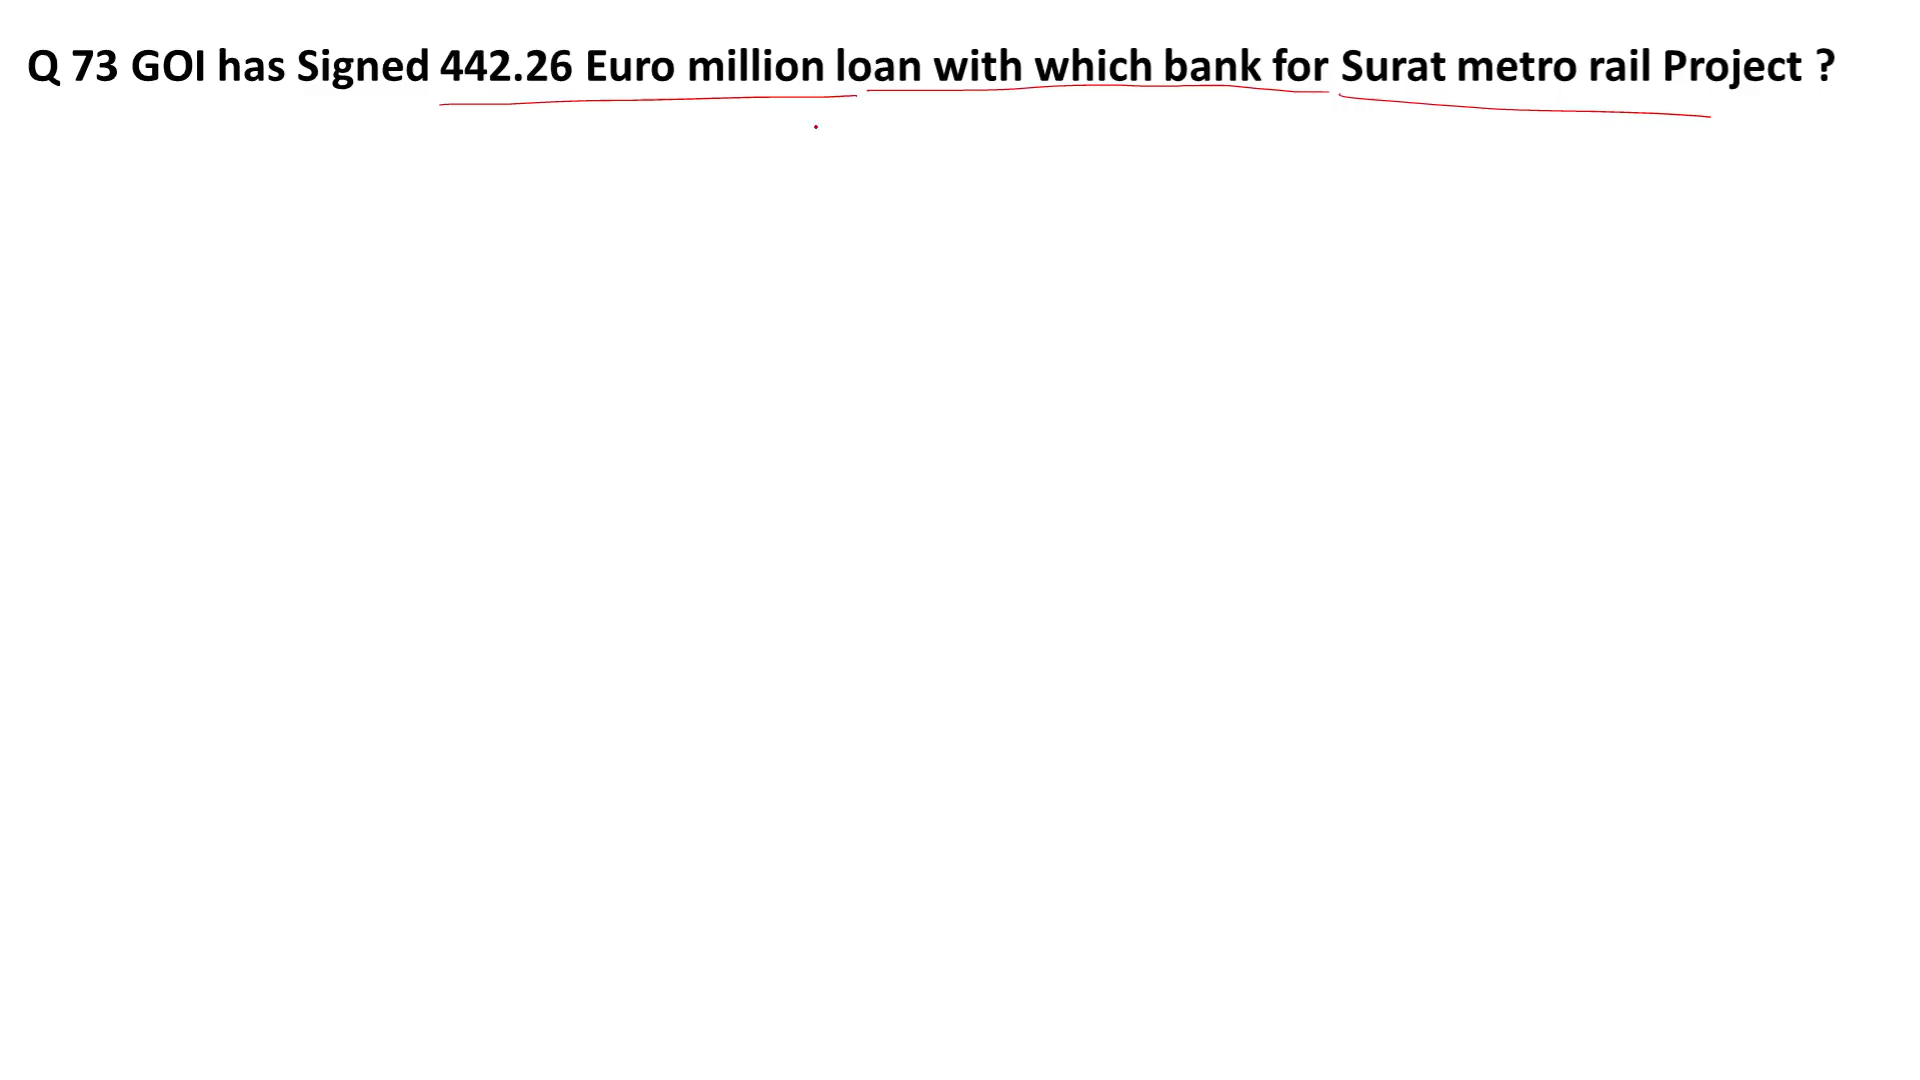 Q 73 GOI has Signed 442.26 Euro million loan with which bank for Surat metro rail Project ?